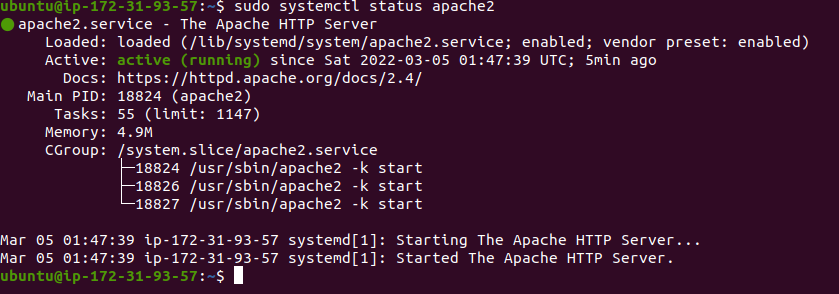 ubuntu@ip-172-31-93-57:~$ sudo systemctl status apache2
● apache2.service - The Apache HTTP Server
     Loaded: loaded (/lib/systemd/system/apache2.service; enabled; vendor preset: enabled)
     Active: active (running) since Sat 2022-03-05 01:47:39 UTC; 5min ago
       Docs: https://httpd.apache.org/docs/2.4/
   Main PID: 18824 (apache2)
      Tasks: 55 (limit: 1147)
     Memory: 4.9M
     CGroup: /system.slice/apache2.service
             ├─18824 /usr/sbin/apache2 -k start
             ├─18826 /usr/sbin/apache2 -k start
             └─18827 /usr/sbin/apache2 -k start
Mar 05 01:47:39 ip-172-31-93-57 systemd[1]: Starting The Apache HTTP Server...
Mar 05 01:47:39 ip-172-31-93-57 systemd[1]: Started The Apache HTTP Server.
ubuntu@ip-172-31-93-57:~$